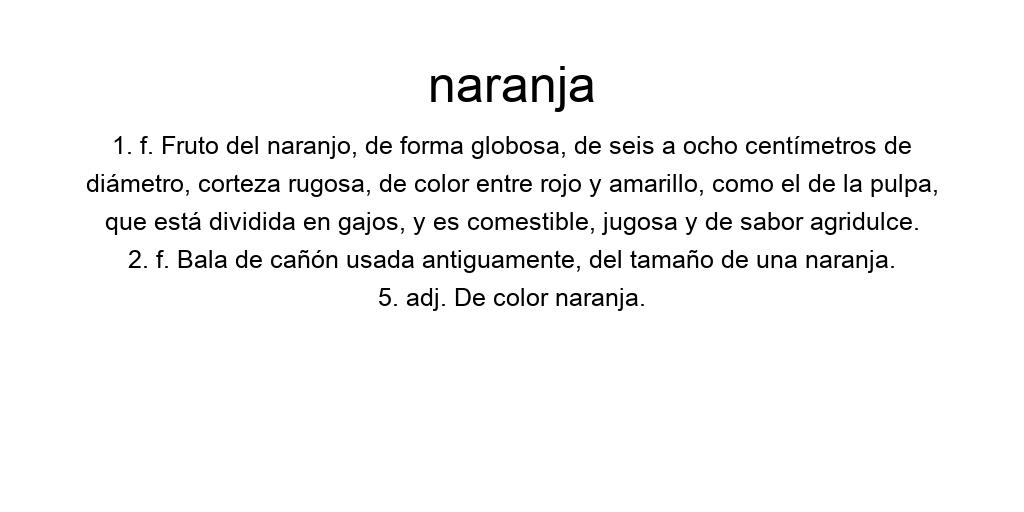 naranja
1. f. Fruto del naranjo, de forma globosa, de seis a ocho centímetros de
diámetro, corteza rugosa, de color entre rojo y amarillo, como el de la pulpa,
que está dividida en gajos, y es comestible, jugosa y de sabor agridulce.
2. f. Bala de cañón usada antiguamente, del tamaño de una naranja.
5. adj. De color naranja.